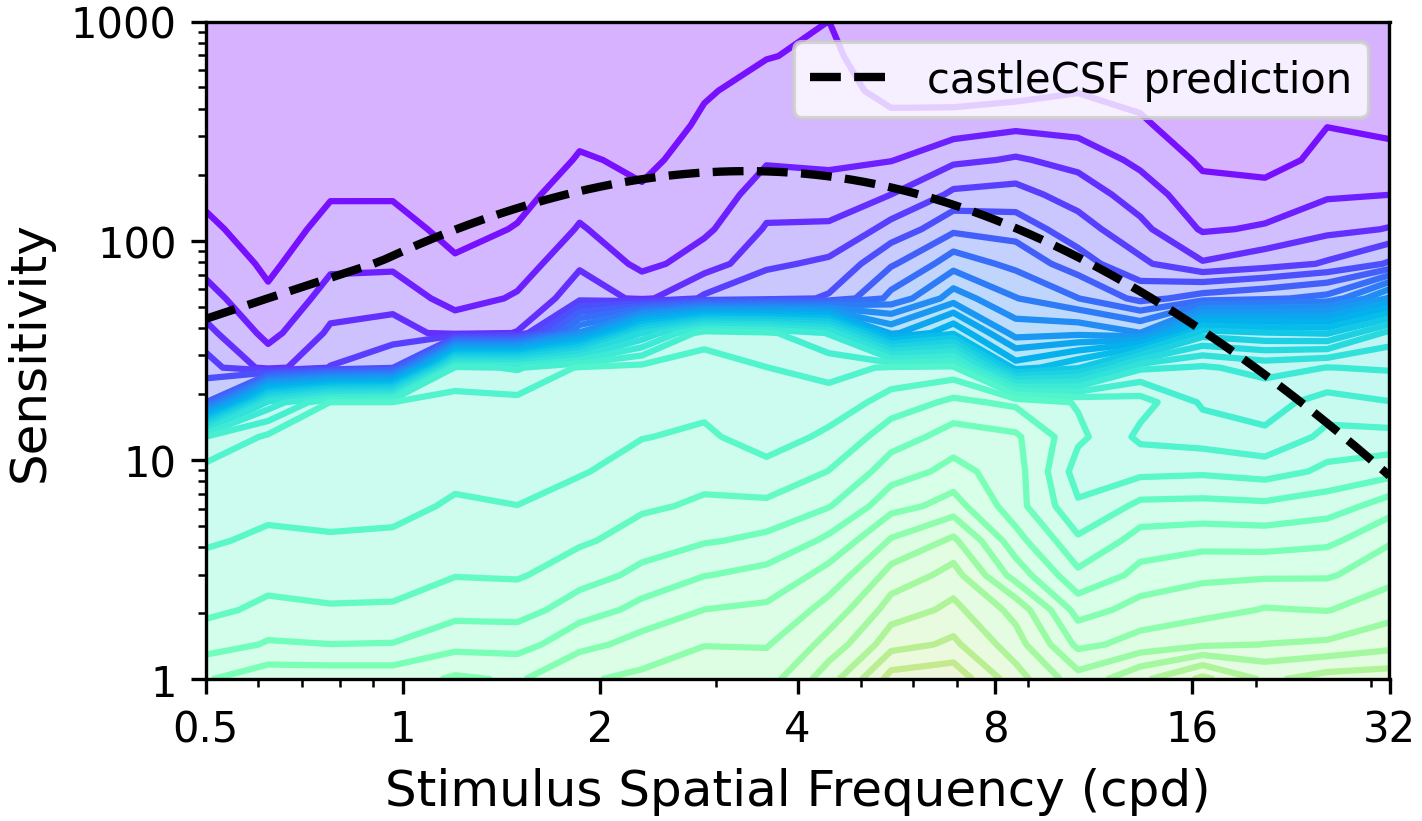 1000
castleCSF prediction
100
Sensitivity
10
1
0.5 1 2 4 8 16 32
Stimulus Spatial Frequency (cpd)